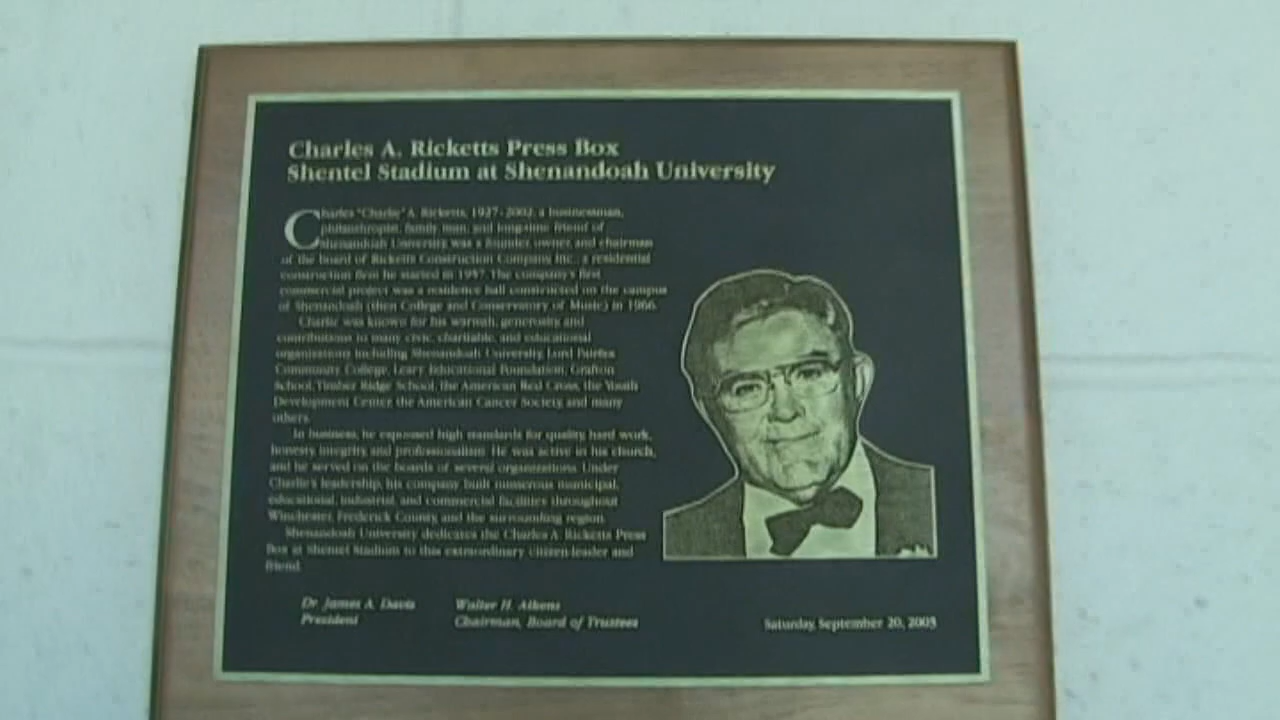 Charles A. Ricketts Press Box
Shentel Stadium at Shenandoah University
Charles "Charlie" A. Ricketts, 1927-2002, a businessman,
philanthropist, family man, and longtime friend of
Shenandoah University, was a founder, owner, and chairman
of the board of Ricketts Construction Company, Inc., a residential
construction firm he started in 1957. The company's first
commercial project was a residence hall constructed on the campus
of Shenandoah (then College and Conservatory of Music) in 1966.
Charlie was known for his warmth, generosity and
contributions to many civic, charitable, and educational
organizations including Shenandoah University, Lord Fairfax
Community College, Leary Educational Foundation, Grafton
School, Timber Ridge School, the American Red Cross, the Youth
Development Center, the American Cancer Society, and many
others.
In business, he espoused high standards for quality, hard work,
honesty, integrity, and professionalism. He was active in his church,
and he served on the boards of several organizations. Under
Charlie's leadership, his company built numerous municipal,
educational, industrial, and commercial facilities throughout
Winchester, Frederick County, and the surrounding region.
Shenandoah University dedicates the Charles A. Ricketts Press
Box at Shentel Stadium to this extraordinary citizen-leader and
friend.
Dr. James A. Davis Walter H. Aikens
President Chairman, Board of Trustees
Saturday, September 20, 2003